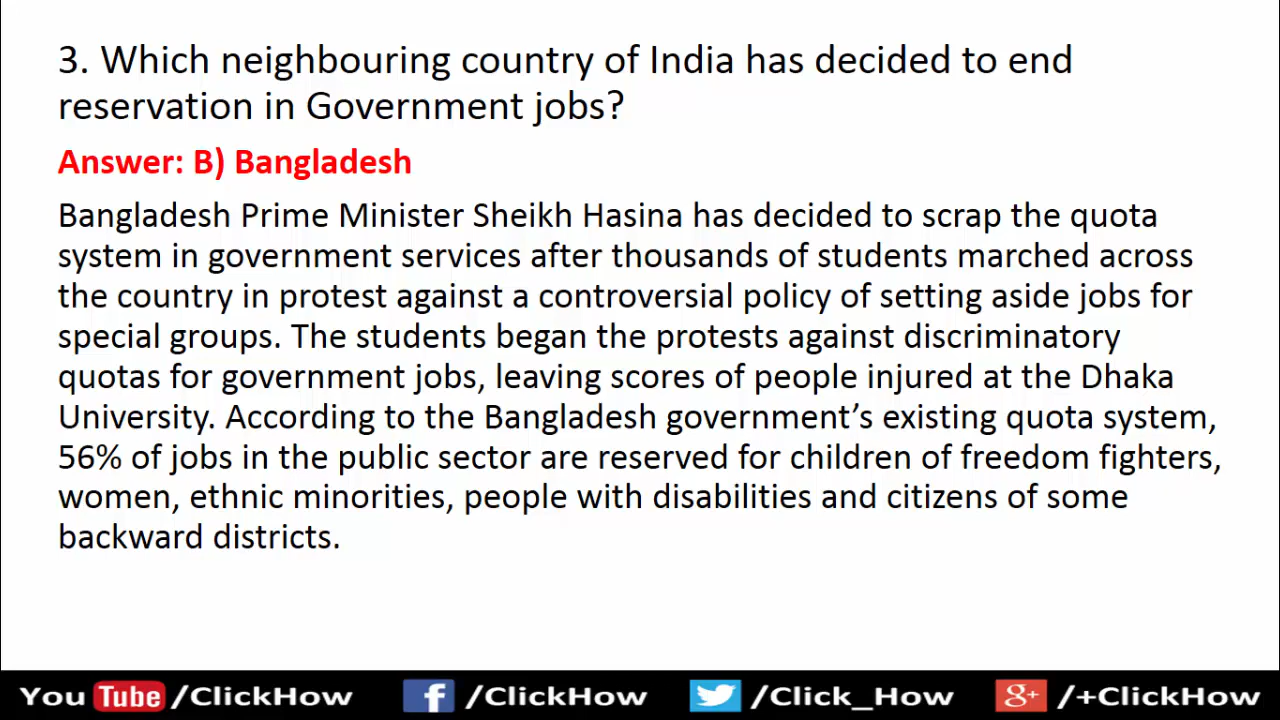 3. Which neighbouring country of India has decided to end
reservation in Government jobs?
Answer: B) Bangladesh
Bangladesh Prime Minister Sheikh Hasina has decided to scrap the quota
system in government services after thousands of students marched across
the country in protest against a controversial policy of setting aside jobs for
special groups. The students began the protests against discriminatory
quotas for government jobs, leaving scores of people injured at the Dhaka
University. According to the Bangladesh government’s existing quota system,
56% of jobs in the public sector are reserved for children of freedom fighters,
women, ethnic minorities, people with disabilities and citizens of some
backward districts.
You Tube /ClickHow f /ClickHow /Click_How g+ /+ClickHow